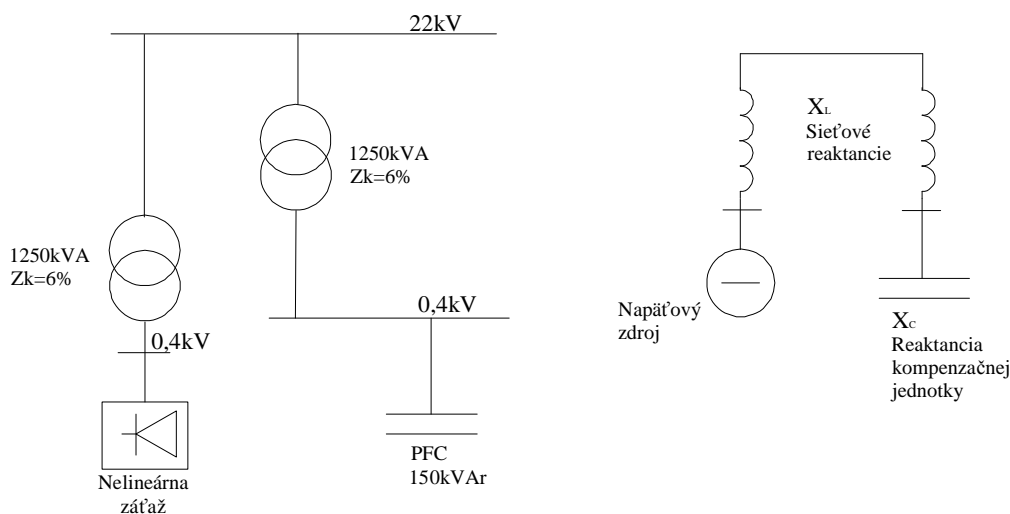 22kV
1250kVA
Zk=6%
1250kVA
Zk=6%
0,4kV
0,4kV
Nelineárna
záťaž
PFC
150kVAr
XL
Sieťové
reaktancie
Napäťový
zdroj
XC
Reaktancia
kompenzačnej
jednotky